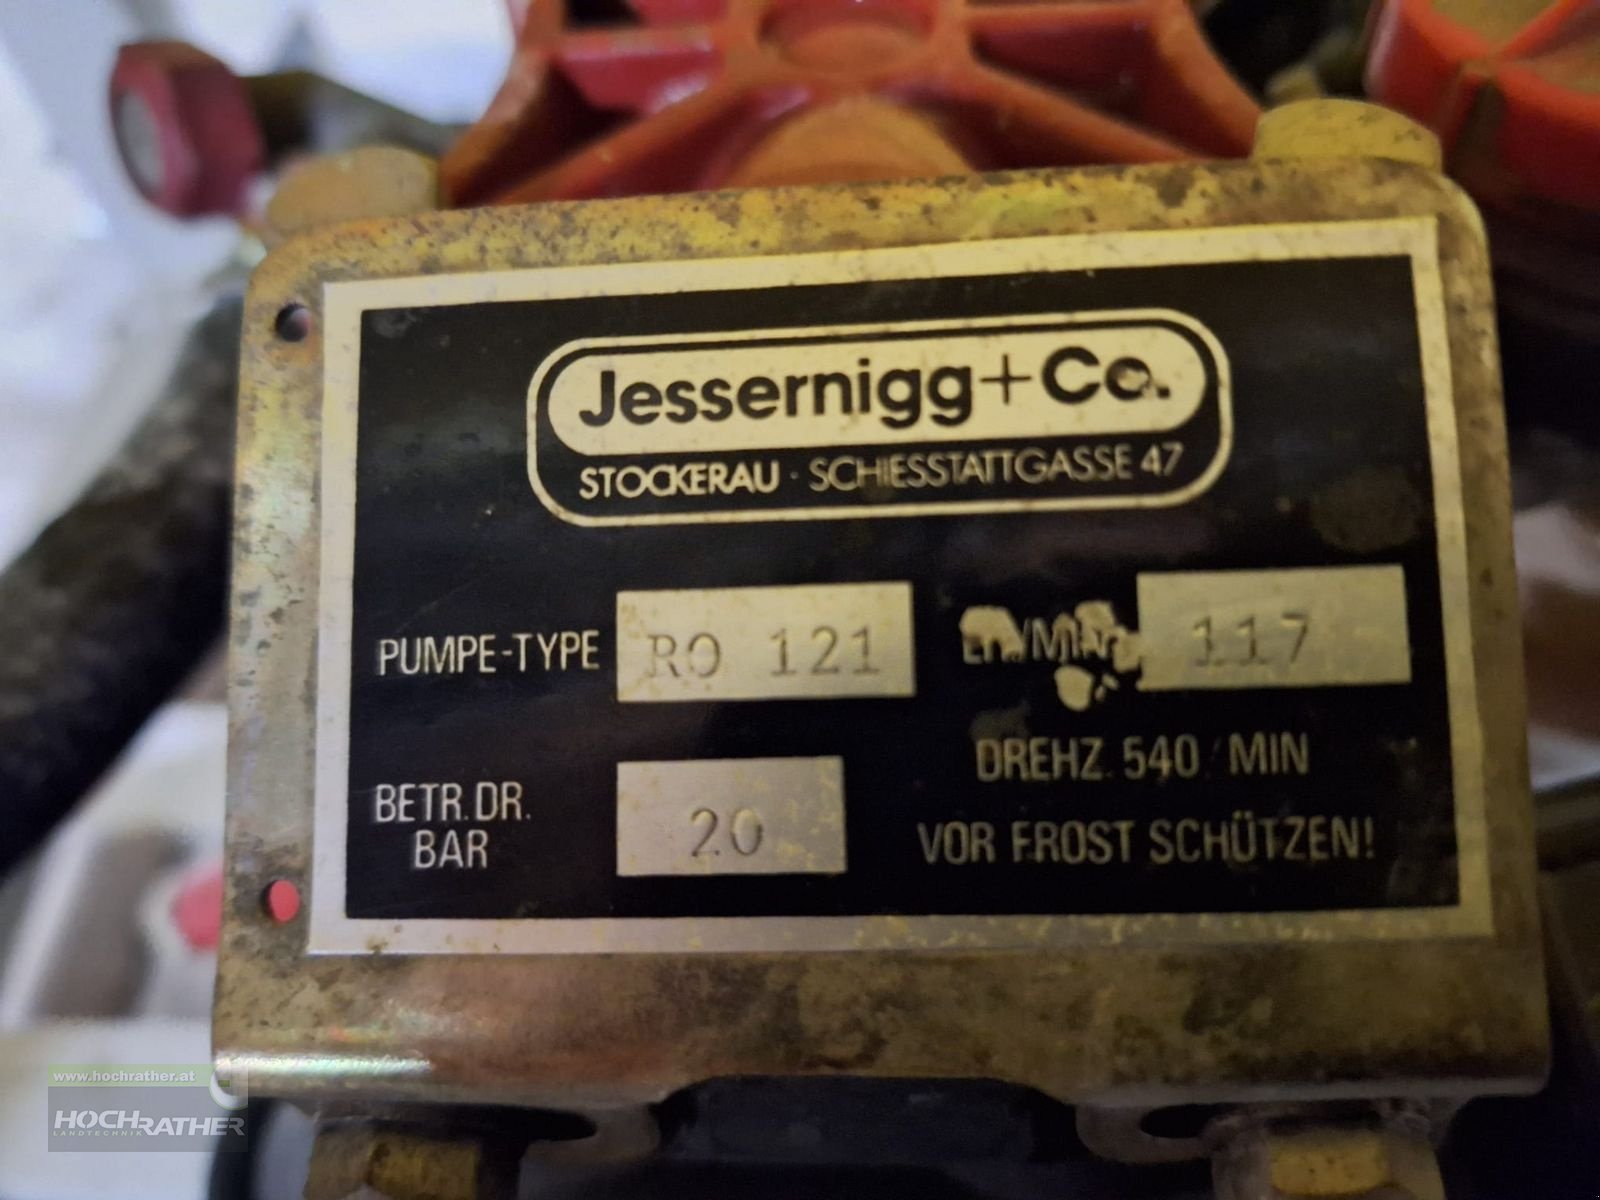 Jessernigg+Co.
STOCKERAU · SCHIESSTATTGASSE 47
PUMPE-TYPE RO 121 117
DREHZ. 540/MIN
BETR.DR. 20
BAR
VOR FROST SCHÜTZEN!
www.hochrather.at
HOCHRATHER
LANDTECHNIK